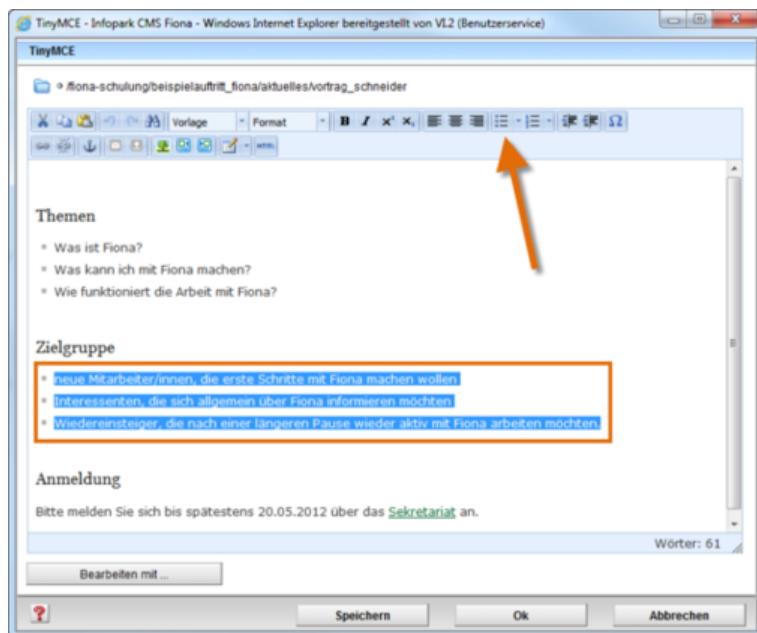 TinyMCE - Infopark CMS Fiona - Windows Internet Explorer bereitgestellt von VL2 (Benutzerservice)
TinyMCE
/fiona-schulung/beispielauftritt_fiona/aktuelles/vortrag_schneider
Vorlage Format B I x² x₂ Ω
HTML
Themen
Was ist Fiona?
Was kann ich mit Fiona machen?
Wie funktioniert die Arbeit mit Fiona?
Zielgruppe
neue Mitarbeiter/innen, die erste Schritte mit Fiona machen wollen
Interessenten, die sich allgemein über Fiona informieren möchten
Wiedereinsteiger, die nach einer längeren Pause wieder aktiv mit Fiona arbeiten möchten.
Anmeldung
Bitte melden Sie sich bis spätestens 20.05.2012 über das Sekretariat an.
Wörter: 61
Bearbeiten mit ...
? Speichern Ok Abbrechen